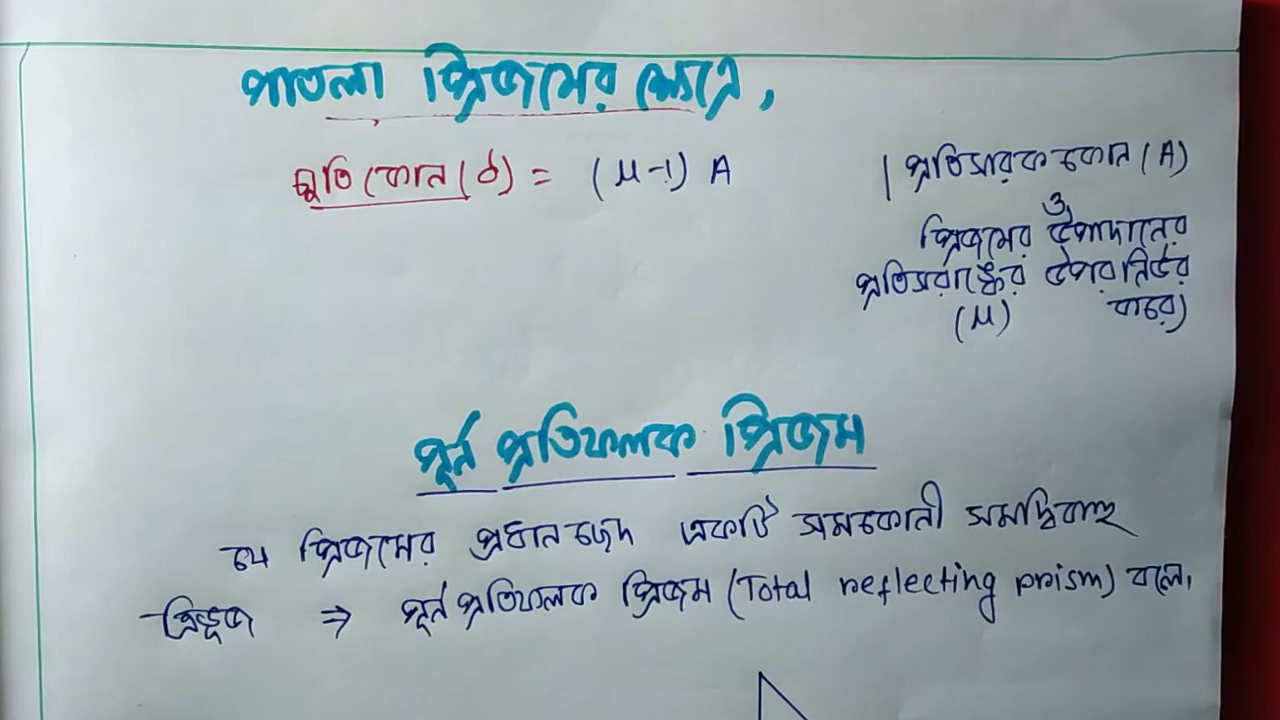 পাতলা প্রিজমের ক্ষেত্রে,
চ্যুতি কোন (δ) = (μ-1) A
| প্রতিসারক কোন (A)
ও
প্রিজমের উপাদানের
প্রতিসরাঙ্কের উপর নির্ভর
(μ) করে)
পূর্ন প্রতিফলক প্রিজম
যে প্রিজমের প্রধান ছেদ একটি সমকোনী সমদ্বিবাহু
ত্রিভুজ ⇒ পূর্ন প্রতিফলক প্রিজম (Total reflecting prism) বলে।